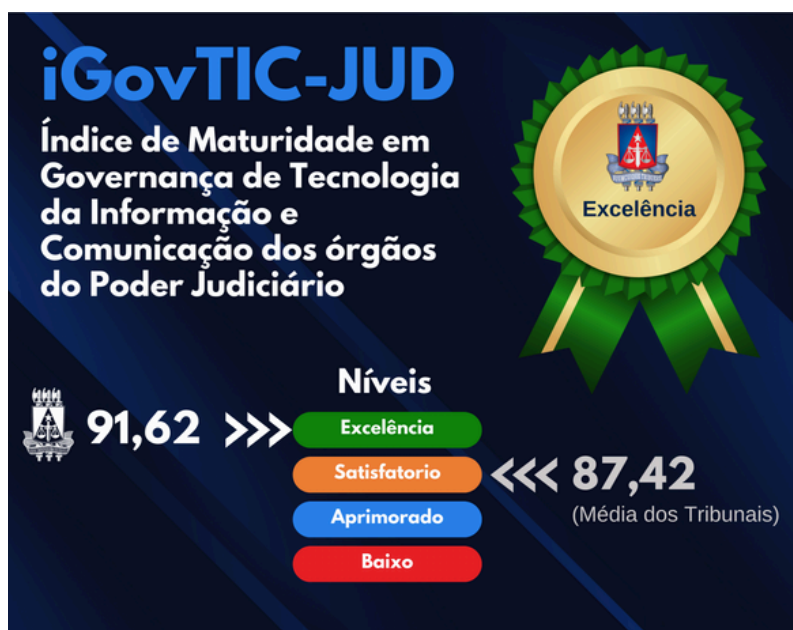 iGovTIC-JUD
Índice de Maturidade em
Governança de Tecnologia
da Informação e
Comunicação dos órgãos
do Poder Judiciário
Excelência
Níveis
91,62 >>> Excelência
Satisfatorio <<< 87,42
(Média dos Tribunais)
Aprimorado
Baixo